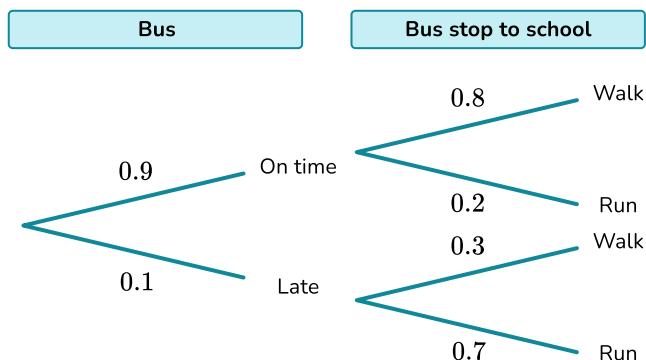 Bus
Bus stop to school
0.8
Walk
0.9
On time
0.2
Run
0.3
Walk
0.1
Late
0.7
Run